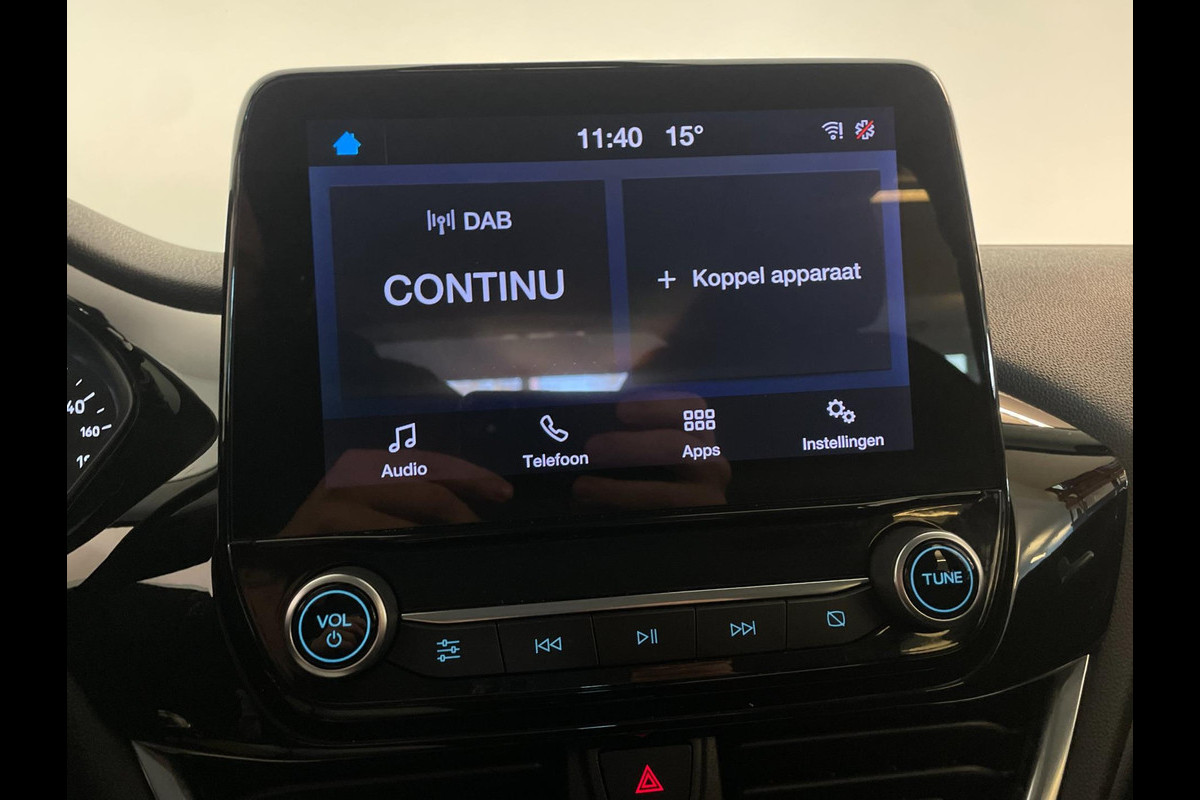 11:40 15°
DAB
CONTINU
+ Koppel apparaat
Audio
Telefoon
Apps
Instellingen
40
160
VOL
TUNE